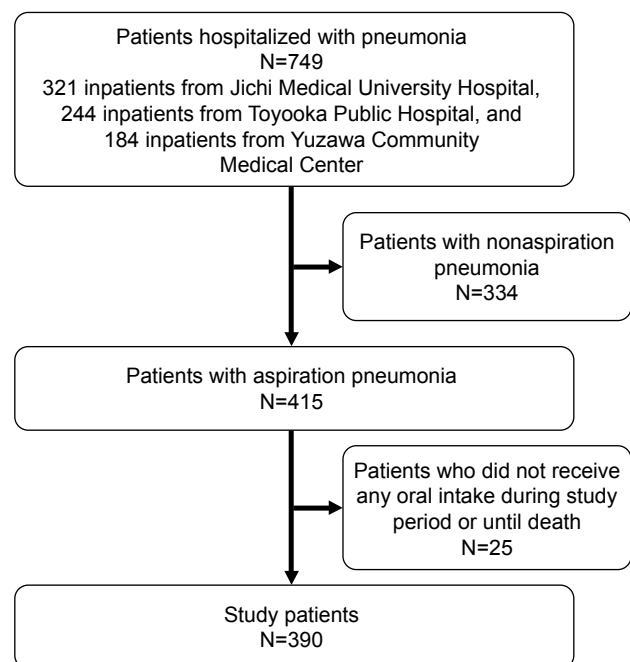 Patients hospitalized with pneumonia
N=749
321 inpatients from Jichi Medical University Hospital,
244 inpatients from Toyooka Public Hospital, and
184 inpatients from Yuzawa Community
Medical Center
Patients with nonaspiration
pneumonia
N=334
Patients with aspiration pneumonia
N=415
Patients who did not receive
any oral intake during study
period or until death
N=25
Study patients
N=390